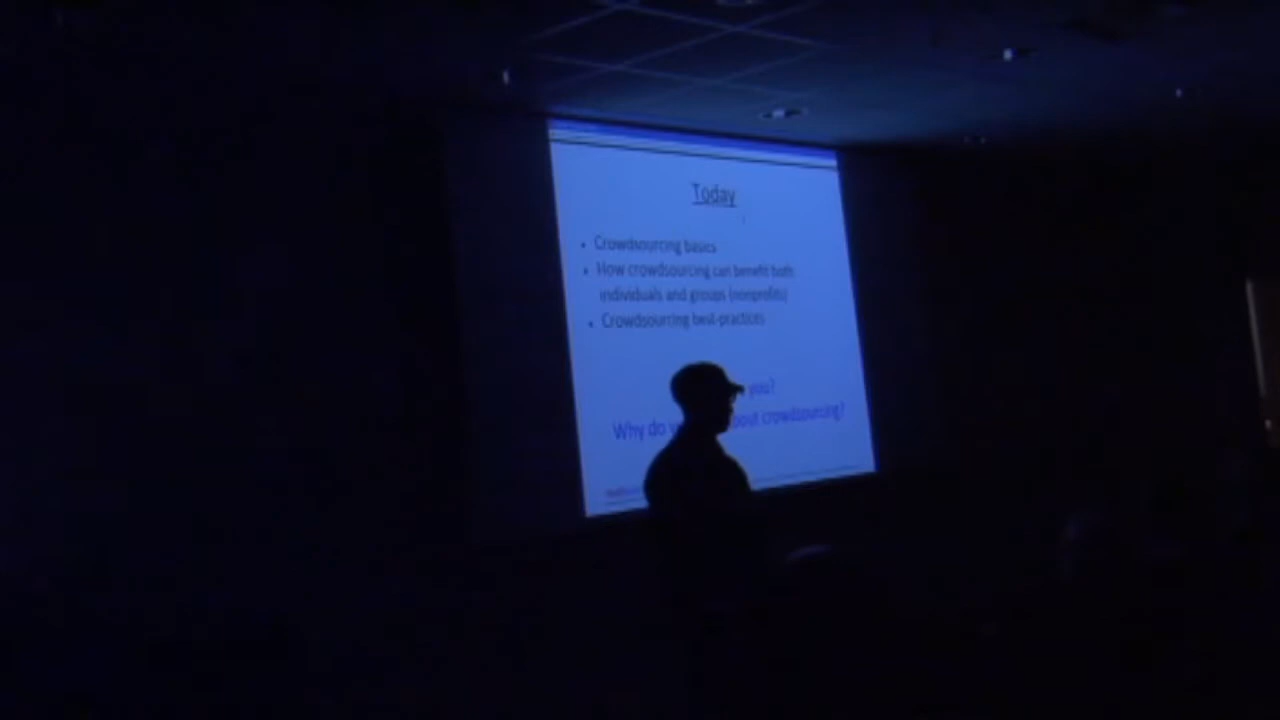 Today
• Crowdsourcing basics
• How crowdsourcing can benefit both
individuals and groups (nonprofits)
• Crowdsourcing best-practices
you?
Why do bout crowdsourcing?